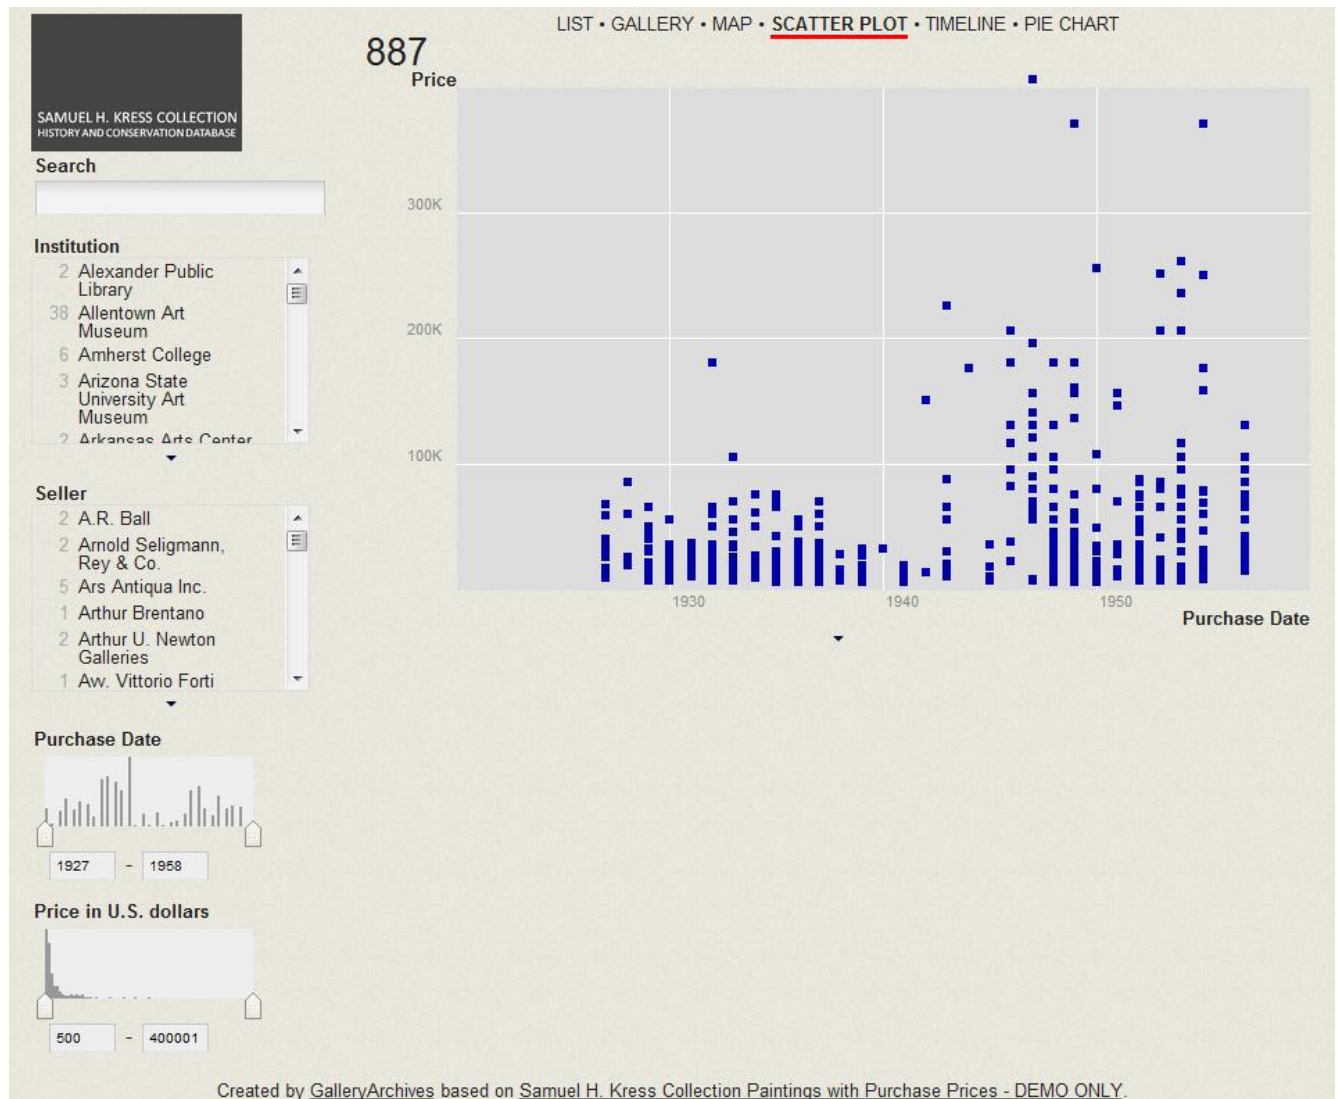 SAMUEL H. KRESS COLLECTION
HISTORY AND CONSERVATION DATABASE
LIST • GALLERY • MAP • SCATTER PLOT • TIMELINE • PIE CHART
887
Search
Institution
2 Alexander Public
Library
38 Allentown Art
Museum
6 Amherst College
3 Arizona State
University Art
Museum
2 Arkansas Arts Center
Seller
2 A.R. Ball
2 Arnold Seligmann,
Rey & Co.
5 Ars Antiqua Inc.
1 Arthur Brentano
2 Arthur U. Newton
Galleries
1 Aw. Vittorio Forti
Purchase Date
1927 - 1958
Price in U.S. dollars
500 - 400001
Price
300K
200K
100K
1930 1940 1950
Purchase Date
Created by GalleryArchives based on Samuel H. Kress Collection Paintings with Purchase Prices - DEMO ONLY.